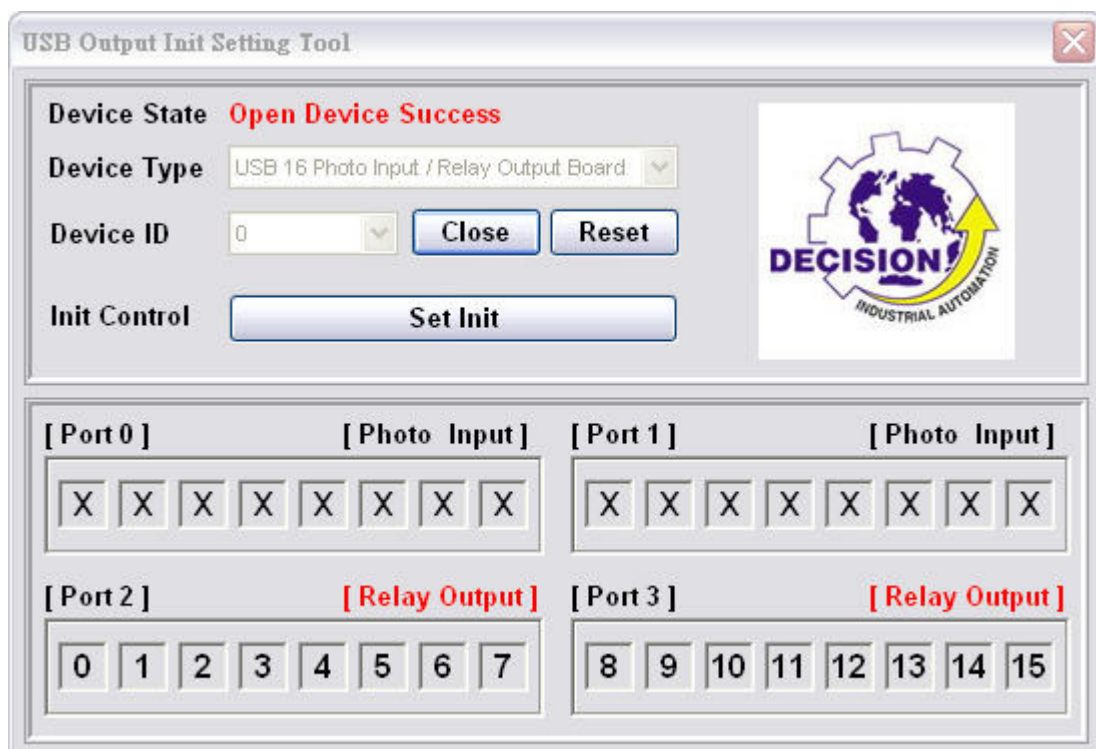 USB Output Init Setting Tool
Device State Open Device Success
Device Type USB 16 Photo Input / Relay Output Board
Device ID 0 Close Reset
Init Control Set Init
DECISION
INDUSTRIAL AUTOMATION
[ Port 0 ] [ Photo Input ] [ Port 1 ] [ Photo Input ]
X X X X X X X X X X X X X X X X
[ Port 2 ] [ Relay Output ] [ Port 3 ] [ Relay Output ]
0 1 2 3 4 5 6 7 8 9 10 11 12 13 14 15